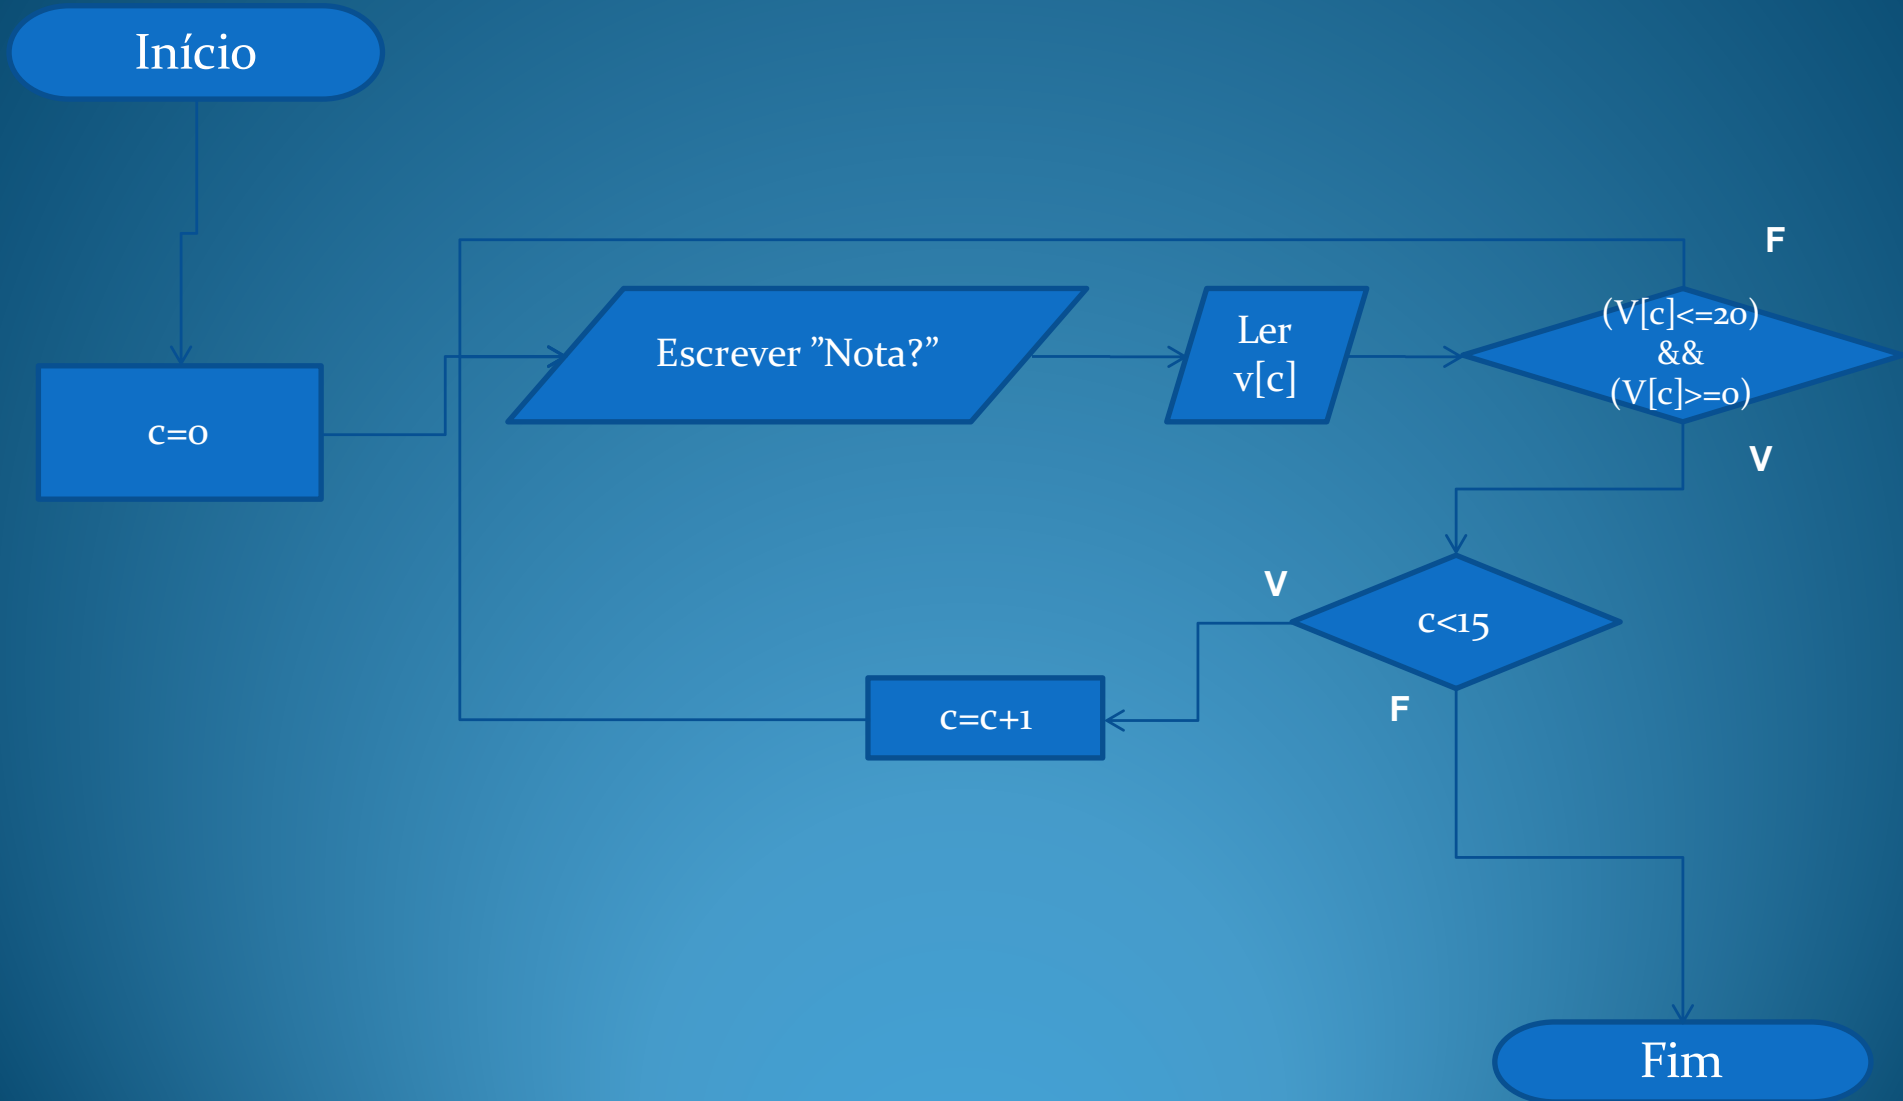 Início
F
Escrever ”Nota?”
Ler
v[c]
(V[c]<=20)
&&
(V[c]>=0)
c=0
V
V
c<15
F
c=c+1
Fim